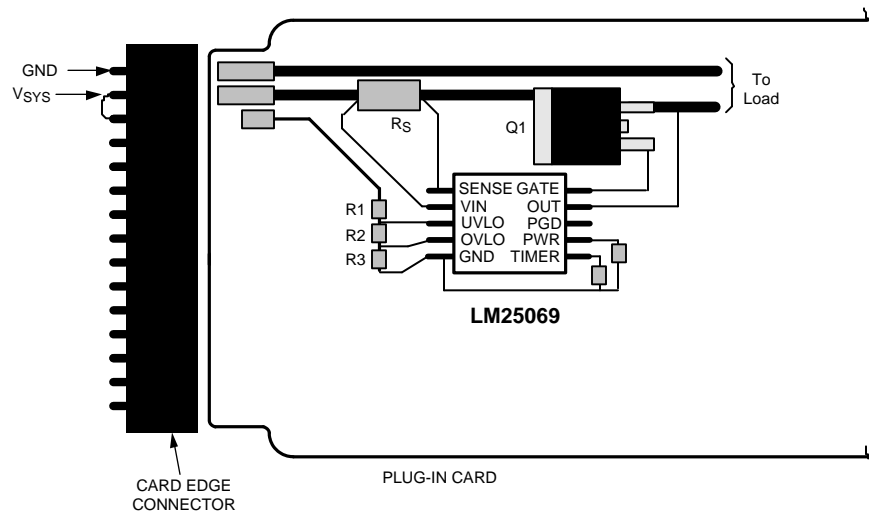 GND
VSYS
RS
Q1
To
Load
SENSE GATE
VIN OUT
R1
UVLO PGD
R2
OVLO PWR
R3
GND TIMER
LM25069
CARD EDGE
CONNECTOR
PLUG-IN CARD